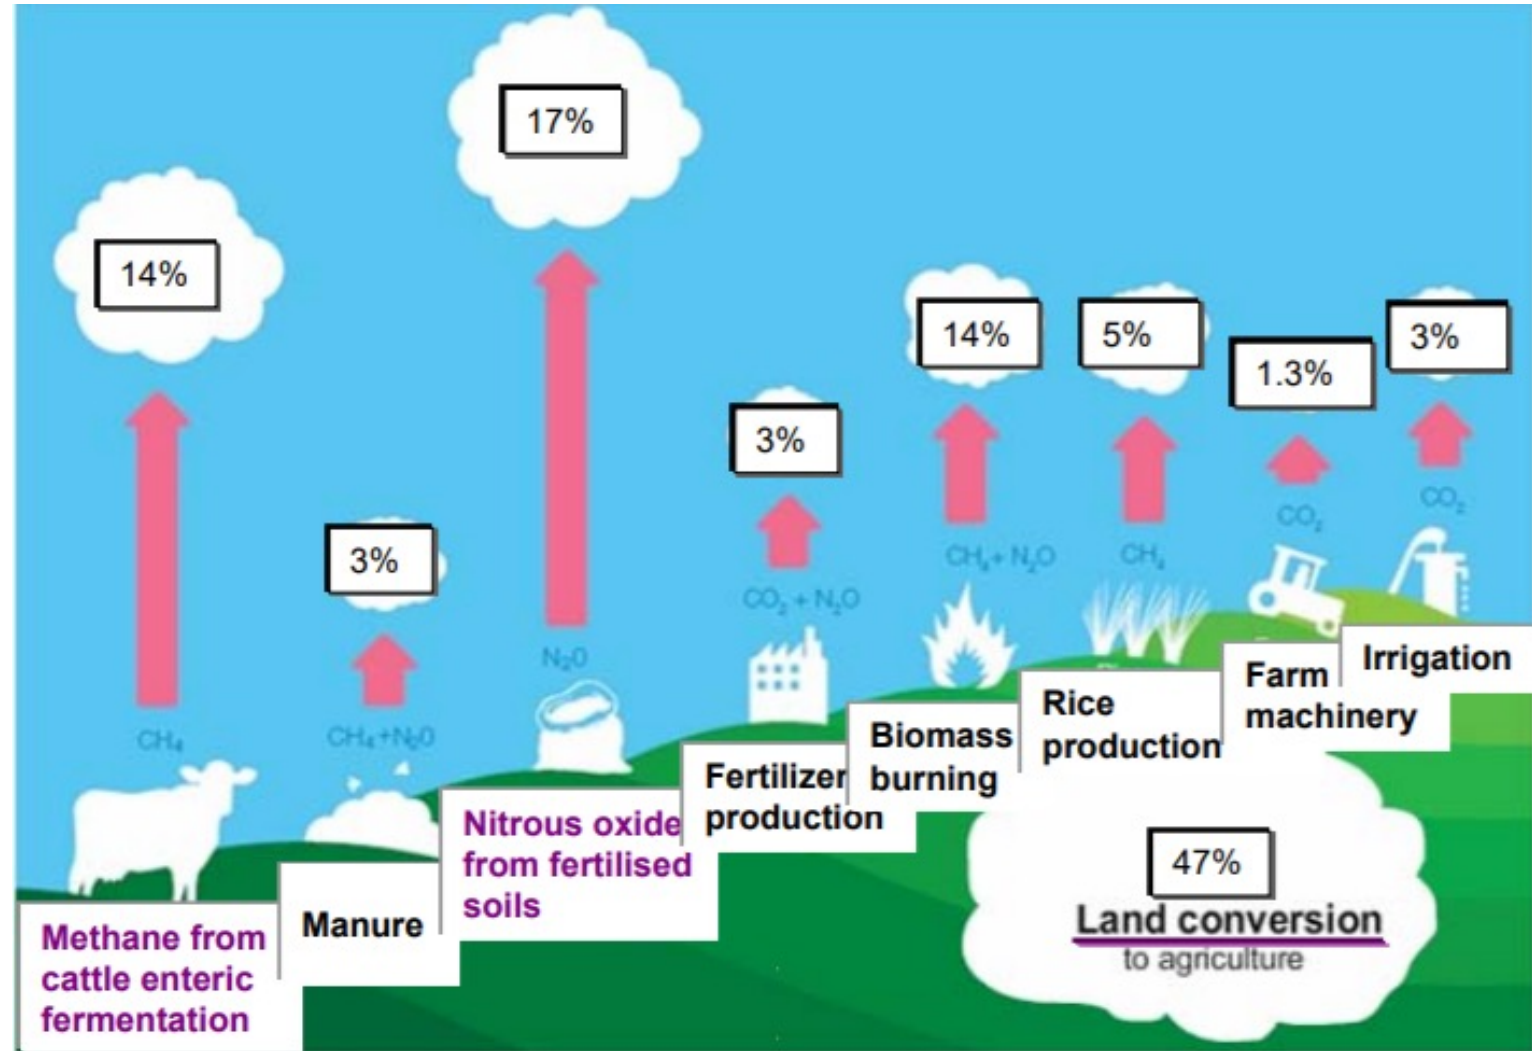 17%
14%
14%
5%
3%
1.3%
3%
3%
CO₂
CO₂
CH₄+ N₂O
CH₄
CO₂ + N₂O
N₂O
CH₄
CH₄+N₂O
Irrigation
Farm
machinery
Rice
production
Biomass
burning
Fertilizer
production
Nitrous oxide
from fertilised
soils
Manure
Methane from
cattle enteric
fermentation
47%
Land conversion
to agriculture